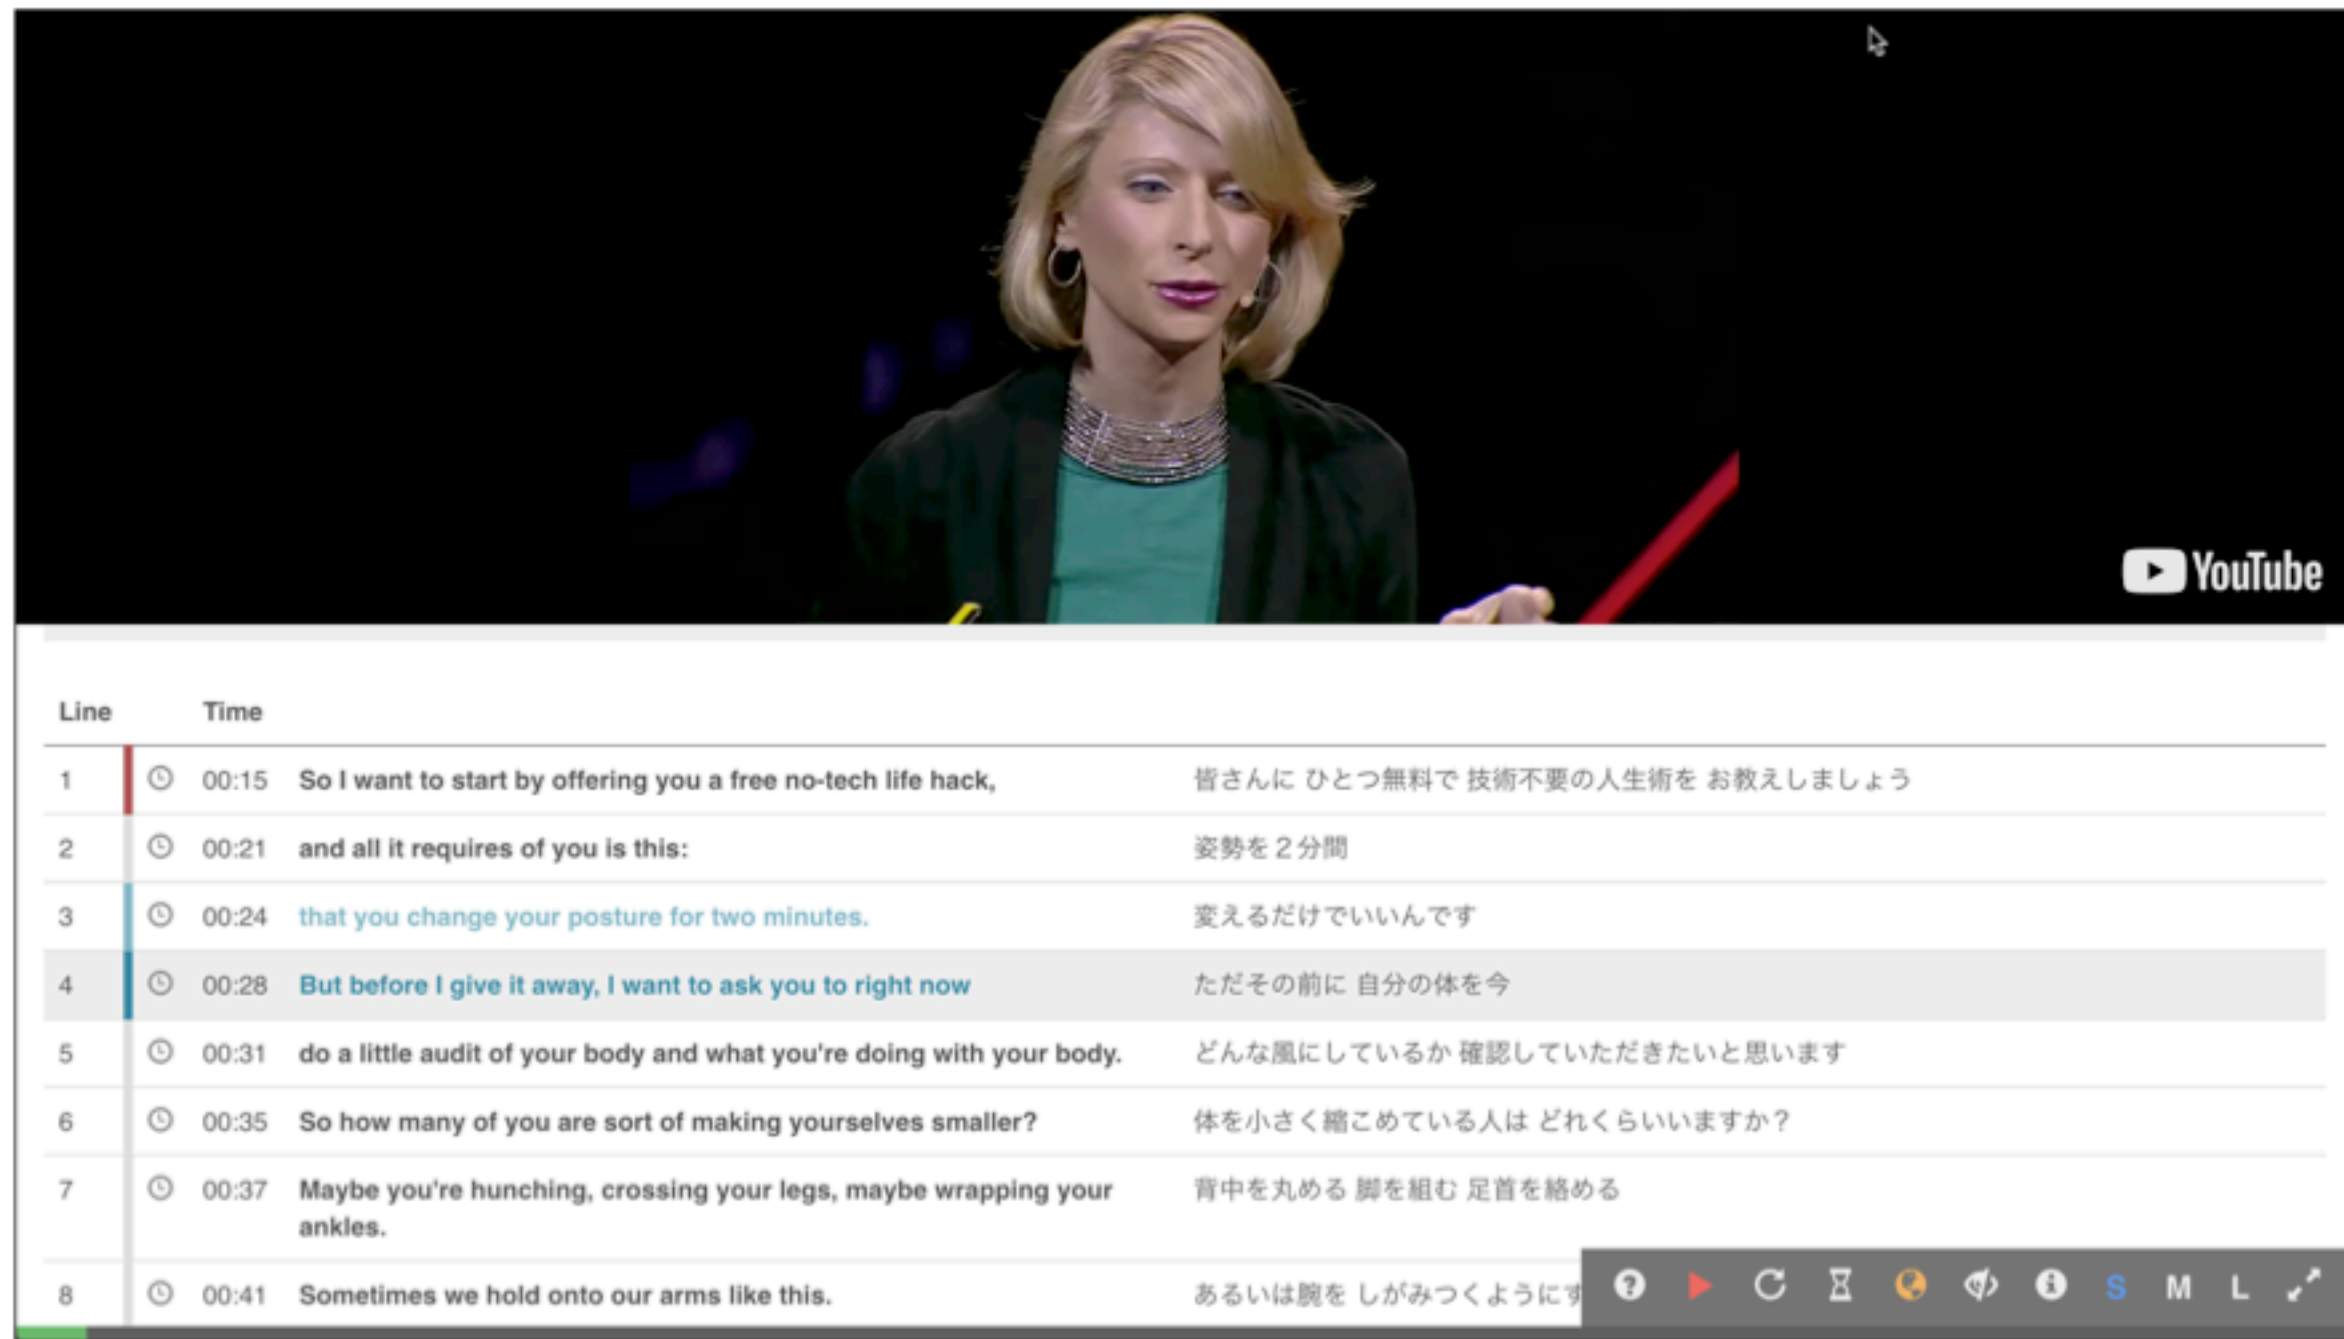 YouTube
Line Time
1 00:15 So I want to start by offering you a free no-tech life hack, 皆さんに ひとつ無料で 技術不要の人生術を お教えしましょう
2 00:21 and all it requires of you is this: 姿勢を２分間
3 00:24 that you change your posture for two minutes. 変えるだけでいいんです
4 00:28 But before I give it away, I want to ask you to right now ただその前に 自分の体を今
5 00:31 do a little audit of your body and what you're doing with your body. どんな風にしているか 確認していただきたいと思います
6 00:35 So how many of you are sort of making yourselves smaller? 体を小さく縮こめている人は どれくらいいますか？
7 00:37 Maybe you're hunching, crossing your legs, maybe wrapping your 背中を丸める 脚を組む 足首を絡める
ankles.
8 00:41 Sometimes we hold onto our arms like this. あるいは腕を しがみつくようにす
S M L